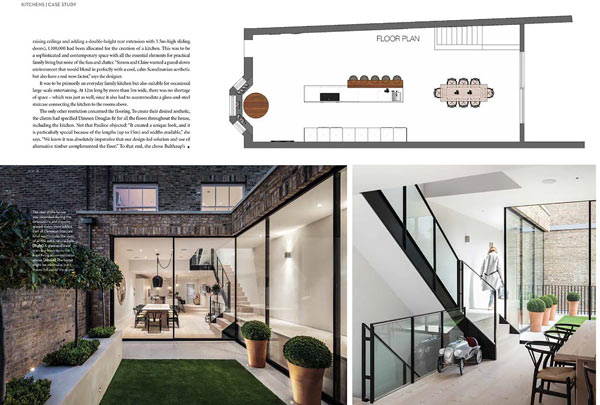 KITCHENS | CASE STUDY
raising ceilings and adding a double-height rear extension with 3.5m-high sliding
doors), £100,000 had been allocated for the creation of a kitchen. This was to be
a sophisticated and contemporary space with all the essential elements for practical
family living but none of the fuss and clutter. "Simon and Claire wanted a pared-down
environment that would blend in perfectly with a cool, calm Scandinavian aesthetic
but also have a real wow factor," says the designer.
It was to be primarily an everyday family kitchen but also suitable for occasional
large-scale entertaining. At 12m long by more than 5m wide, there was no shortage
of space – which was just as well, since it also had to accommodate a glass-and-steel
staircase connecting the kitchen to the rooms above.
The only other restriction concerned the flooring. To create their desired aesthetic,
the clients had specified Dinesen Douglas fir for all the floors throughout the house,
including the kitchen. Not that Pauline objected: "It created a unique look, and it
is particularly special because of the lengths (up to 15m) and widths available," she
says. "We knew it was absolutely imperative that our design-led solution and use of
alternative timber complemented the floor." To that end, she chose Bulthaup's
FLOOR PLAN